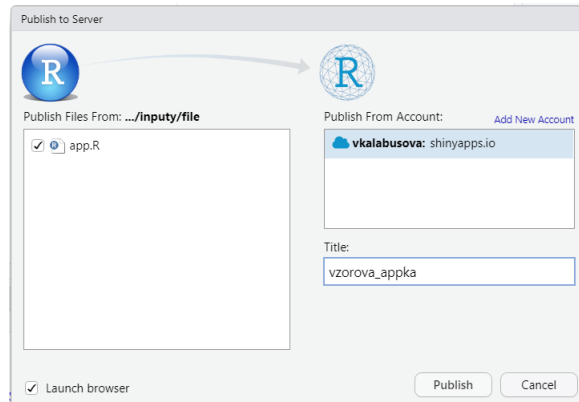 Publish to Server
R
R
Publish Files From: .../inputy/file
app.R
Publish From Account:
Add New Account
vkalabusova: shinyapps.io
Title:
vzorova_appka
Launch browser
Publish
Cancel